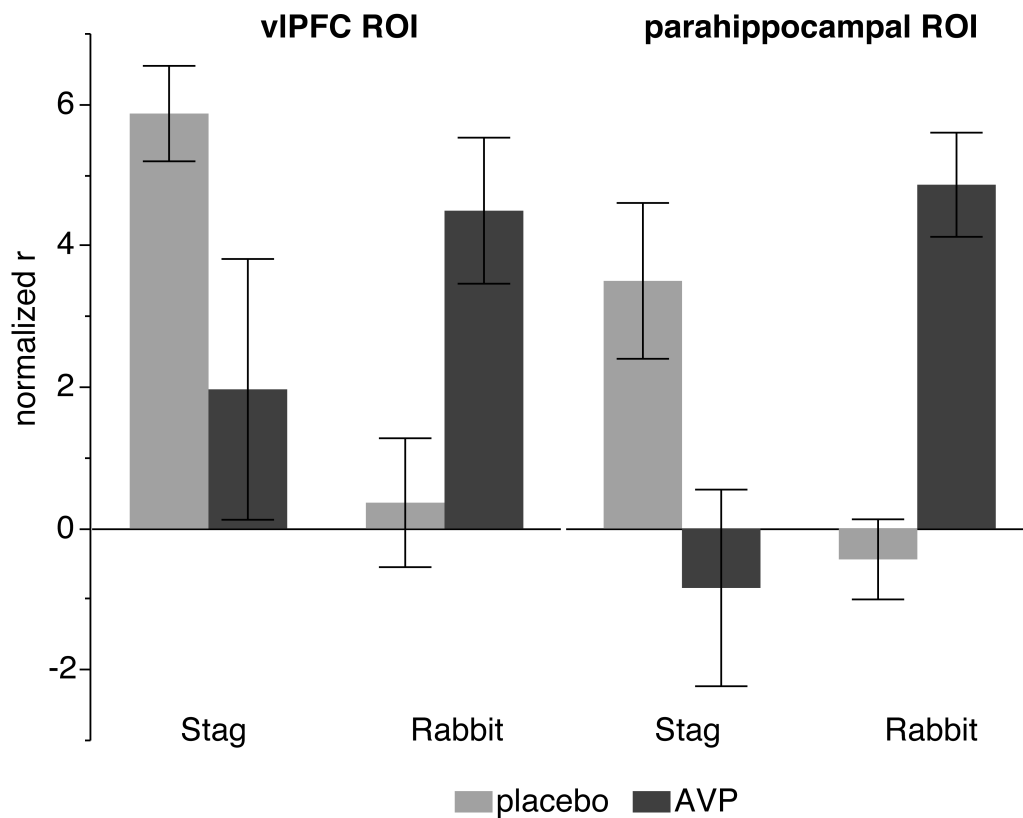 vlPFC ROI
parahippocampal ROI
normalized r
6
4
2
0
-2
Stag
Rabbit
Stag
Rabbit
placebo
AVP